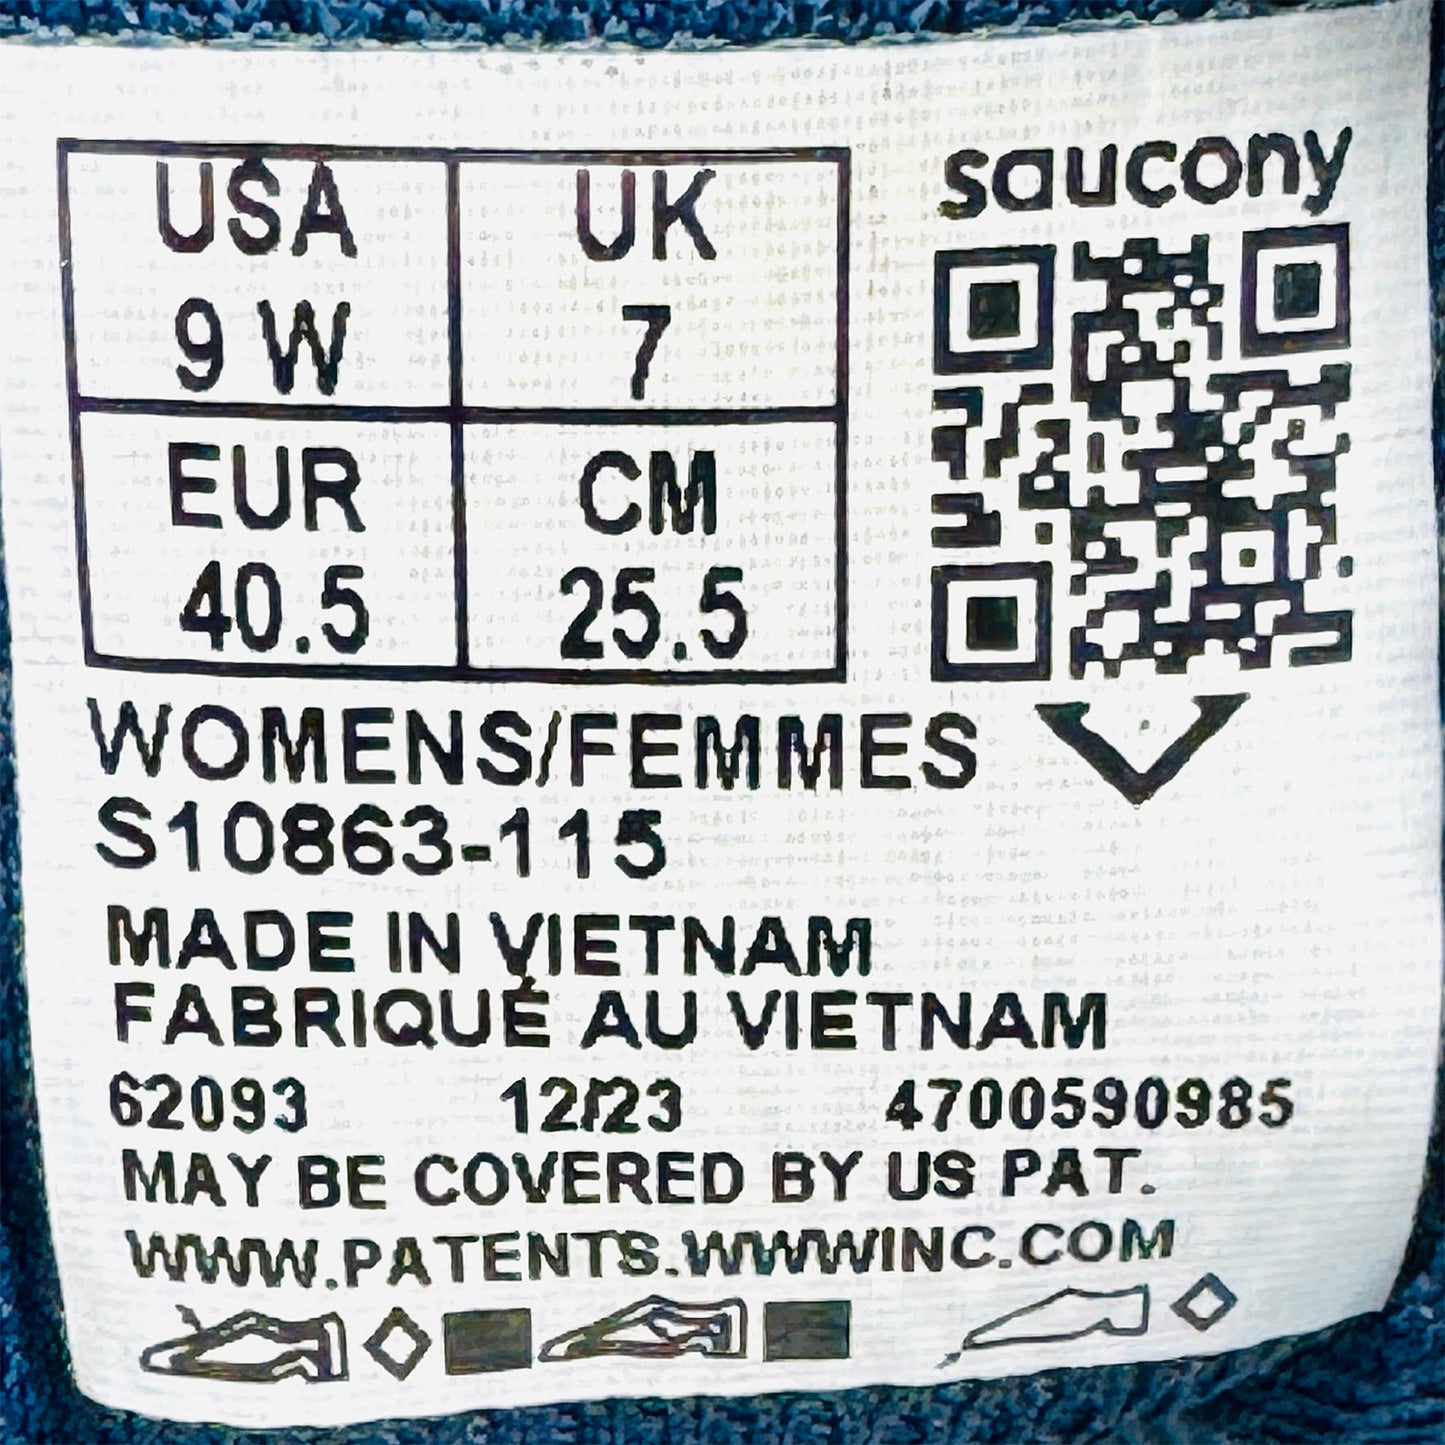 saucony
USA UK
9 W 7
EUR CM
40.5 25.5
WOMENS/FEMMES
S10863-115
MADE IN VIETNAM
FABRIQUÉ AU VIETNAM
62093 12/23 4700590985
MAY BE COVERED BY US PAT.
WWW.PATENTS.WWWINC.COM